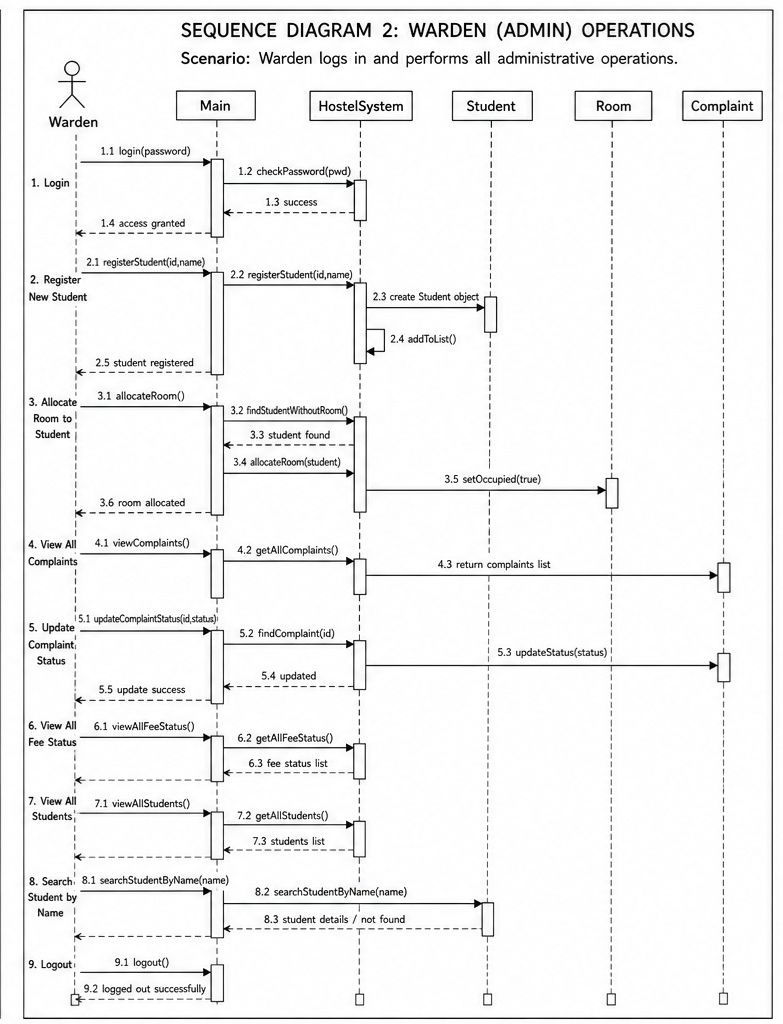 SEQUENCE DIAGRAM 2: WARDEN (ADMIN) OPERATIONS
Scenario: Warden logs in and performs all administrative operations.
Warden
Main
HostelSystem
Student
Room
Complaint
1. Login
1.1 login(password)
1.2 checkPassword(pwd)
1.3 success
1.4 access granted
2. Register
New Student
2.1 registerStudent(id,name)
2.2 registerStudent(id,name)
2.3 create Student object
2.4 addToList()
2.5 student registered
3. Allocate
Room to
Student
3.1 allocateRoom()
3.2 findStudentWithoutRoom()
3.3 student found
3.4 allocateRoom(student)
3.5 setOccupied(true)
3.6 room allocated
4. View All
Complaints
4.1 viewComplaints()
4.2 getAllComplaints()
4.3 return complaints list
5. Update
Complaint
Status
5.1 updateComplaintStatus(id,status)
5.2 findComplaint(id)
5.3 updateStatus(status)
5.4 updated
5.5 update success
6. View All
Fee Status
6.1 viewAllFeeStatus()
6.2 getAllFeeStatus()
6.3 fee status list
7. View All
Students
7.1 viewAllStudents()
7.2 getAllStudents()
7.3 students list
8. Search
Student by
Name
8.1 searchStudentByName(name)
8.2 searchStudentByName(name)
8.3 student details / not found
9. Logout
9.1 logout()
9.2 logged out successfully